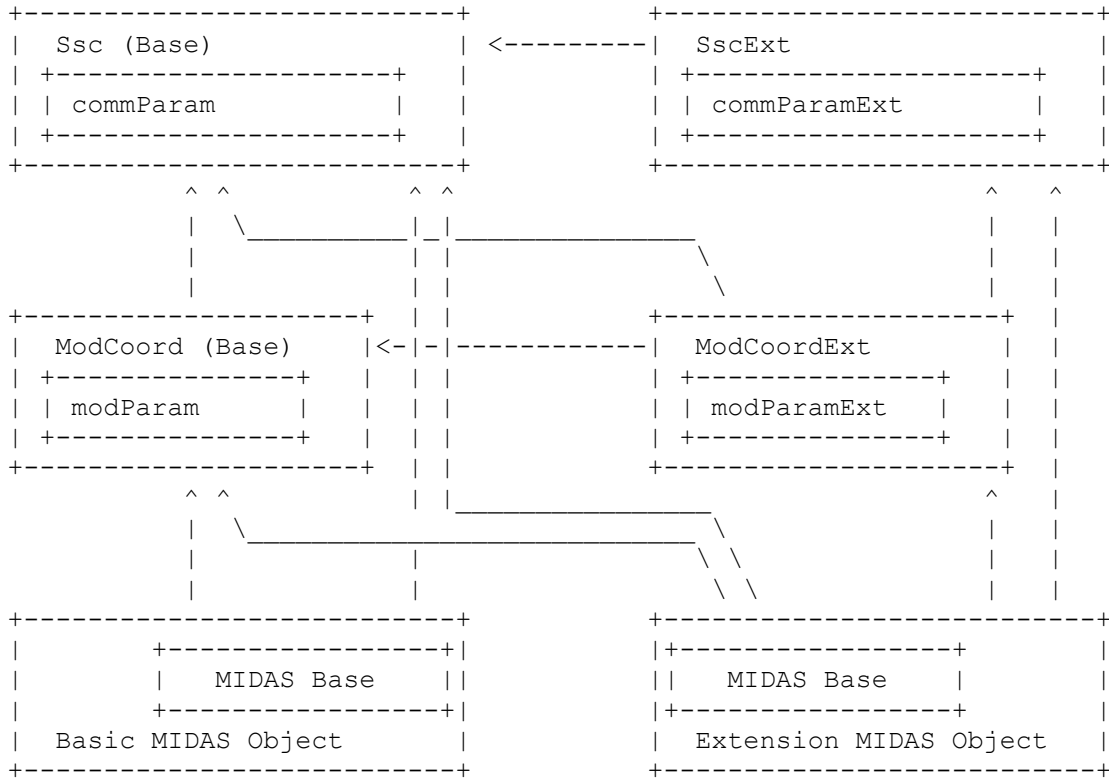 Ssc (Base)
SscExt
commParam
commParamExt
ModCoord (Base)
ModCoordExt
modParam
modParamExt
MIDAS Base
MIDAS Base
Basic MIDAS Object
Extension MIDAS Object